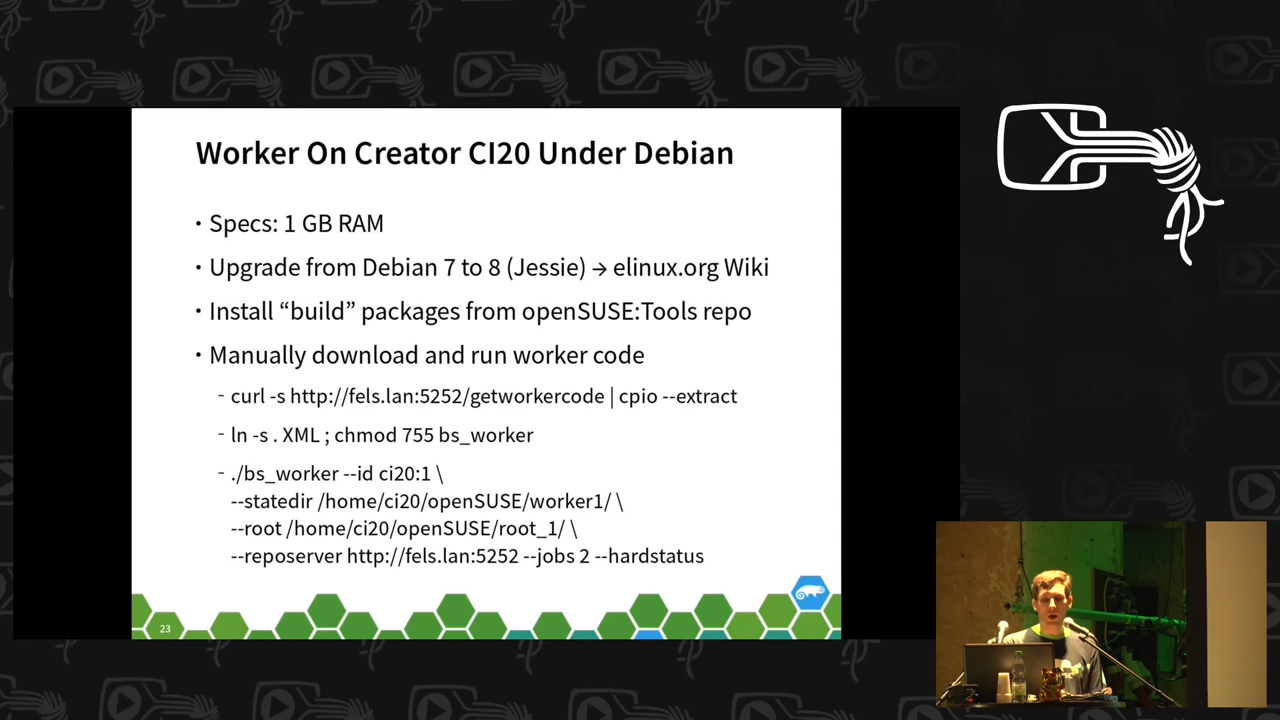 Worker On Creator CI20 Under Debian
• Specs: 1 GB RAM
• Upgrade from Debian 7 to 8 (Jessie) → elinux.org Wiki
• Install “build” packages from openSUSE:Tools repo
• Manually download and run worker code
- curl -s http://fels.lan:5252/getworkercode | cpio --extract
- ln -s . XML ; chmod 755 bs_worker
- ./bs_worker --id ci20:1 \
--statedir /home/ci20/openSUSE/worker1/ \
--root /home/ci20/openSUSE/root_1/ \
--reposerver http://fels.lan:5252 --jobs 2 --hardstatus
23